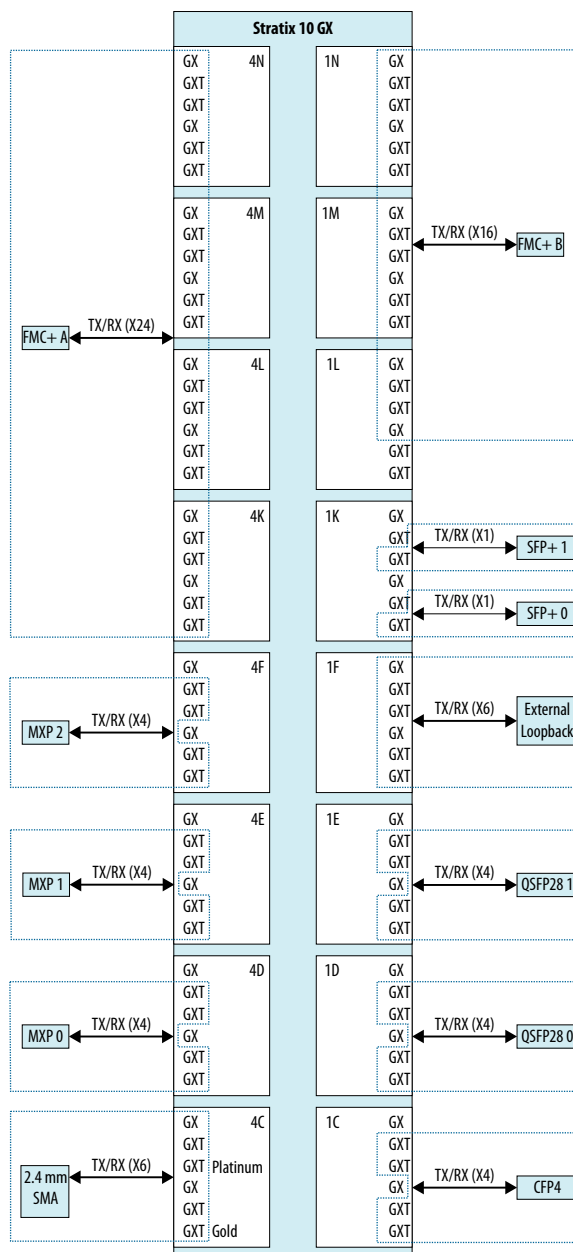 Stratix 10 GX
GX 4N
GXT
GXT
GX
GXT
GXT
1N GX
GXT
GXT
GX
GXT
GXT
GX 4M
GXT
GXT
GX
GXT
GXT
1M GX
GXT
GXT
GX
GXT
GXT
TX/RX (X16)
FMC+ B
FMC+ A
TX/RX (X24)
GX 4L
GXT
GXT
GX
GXT
GXT
1L GX
GXT
GXT
GX
GXT
GXT
GX 4K
GXT
GXT
GX
GXT
GXT
1K GX
GXT
GXT
GX
GXT
GXT
TX/RX (X1)
SFP+ 1
TX/RX (X1)
SFP+ 0
MXP 2
TX/RX (X4)
GX 4F
GXT
GXT
GX
GXT
GXT
1F GX
GXT
GXT
GX
GXT
GXT
TX/RX (X6)
External
Loopback
MXP 1
TX/RX (X4)
GX 4E
GXT
GXT
GX
GXT
GXT
1E GX
GXT
GXT
GX
GXT
GXT
TX/RX (X4)
QSFP28 1
MXP 0
TX/RX (X4)
GX 4D
GXT
GXT
GX
GXT
GXT
1D GX
GXT
GXT
GX
GXT
GXT
TX/RX (X4)
QSFP28 0
2.4 mm
SMA
TX/RX (X6)
GX 4C
GXT
GXT Platinum
GX
GXT
GXT Gold
1C GX
GXT
GXT
GX
GXT
GXT
TX/RX (X4)
CFP4